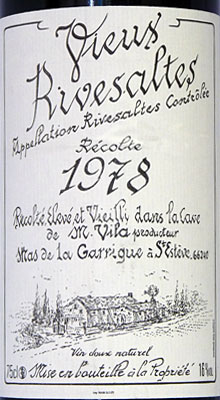 Vieux
Rivesaltes
Appellation Rivesaltes Contrôlée
Récolte
1978
Récolté, Elevé et Vieilli dans la Cave
de M. Vila producteur
Mas de La Garrigue à St Estève, 66240
Vin doux naturel
75cl Mise en bouteille à la Propriété 16%